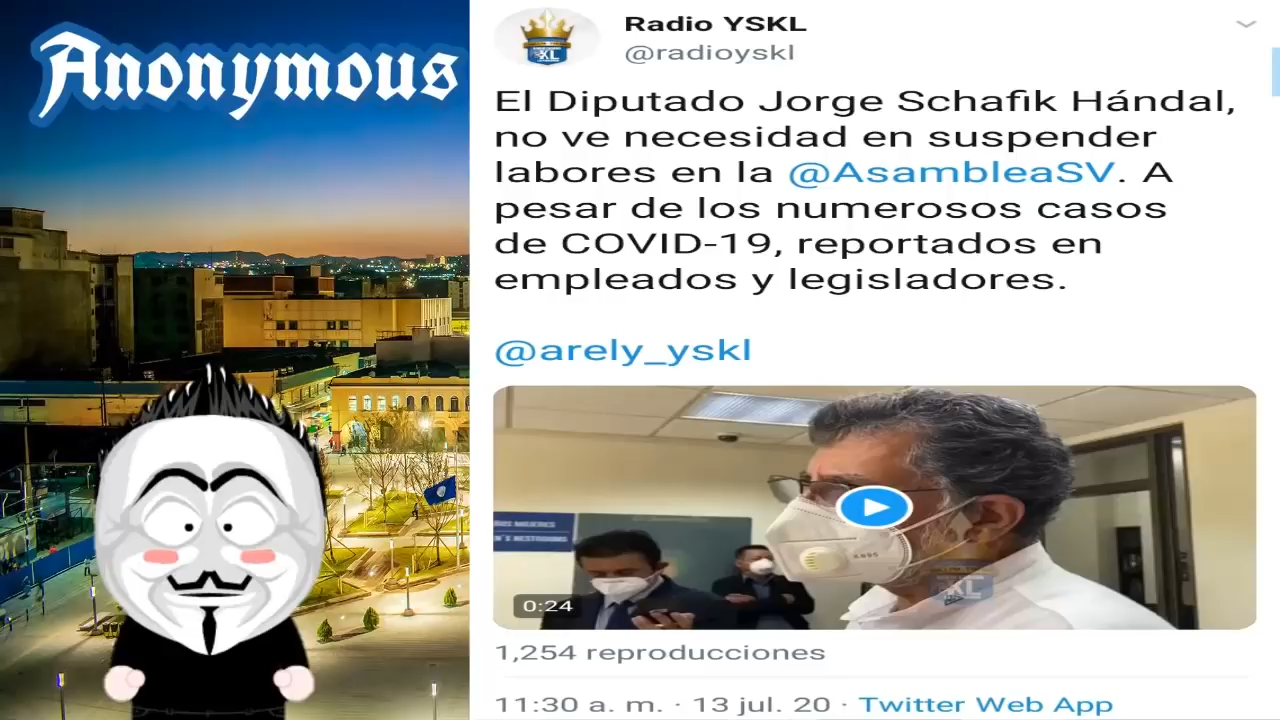 Anonymous
Radio YSKL
@radioyskl
El Diputado Jorge Schafik Hándal,
no ve necesidad en suspender
labores en la @AsambleaSV. A
pesar de los numerosos casos
de COVID-19, reportados en
empleados y legisladores.
@arely_yskl
KN95
KL
0:24
1,254 reproducciones
11:30 a. m. · 13 jul. 20 · Twitter Web App